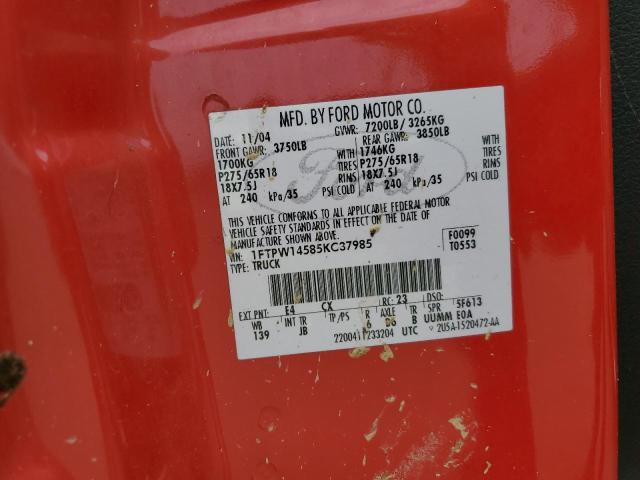 MFD. BY FORD MOTOR CO.
DATE: 11/04 GVWR: 7200LB/ 3265KG
FRONT GAWR: 3750LB REAR GAWR: 3850LB
1700KG WITH 1746KG WITH
P275/65R18 TIRES P275/65R18 TIRES
18X7.5J RIMS 18X7.5J RIMS
AT 240 kPa/35 PSI COLD AT 240 kPa/35 PSI COLD
Ford
THIS VEHICLE CONFORMS TO ALL APPLICABLE FEDERAL MOTOR
VEHICLE SAFETY STANDARDS IN EFFECT ON THE DATE OF
MANUFACTURE SHOWN ABOVE.
VIN: 1FTPW14585KC37985 F0099
TYPE: TRUCK T0553
EXT PNT: E4 CX RC: 23 DSO:
WB INT TR TP/PS R AXLE TR SPR 5F613
139 JB 6 D6 B UUMM E0A
UTC 2U5A-1520472-AA